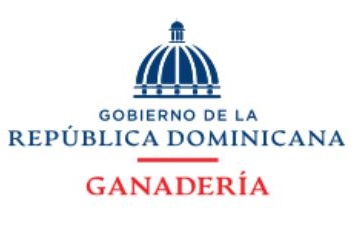 GOBIERNO DE LA
REPÚBLICA DOMINICANA
GANADERÍA